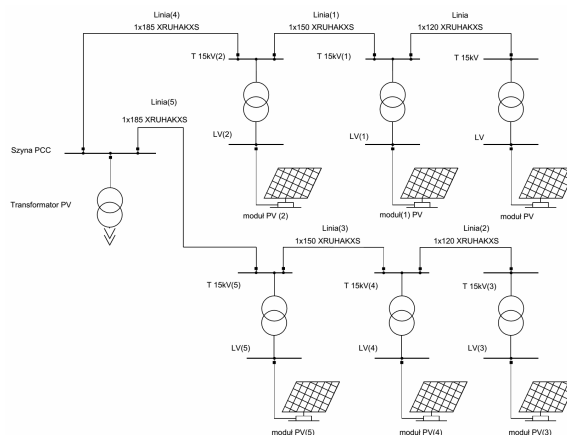 Linia(4)
1x185 XRUHAKXS
Linia(1)
1x150 XRUHAKXS
Linia
1x120 XRUHAKXS
T 15kV(2)
T 15kV(1)
T 15kV
Linia(5)
1x185 XRUHAKXS
LV(2)
LV(1)
LV
Szyna PCC
Transformator PV
moduł PV (2)
moduł(1) PV
moduł PV
Linia(3)
1x150 XRUHAKXS
Linia(2)
1x120 XRUHAKXS
T 15kV(5)
T 15kV(4)
T 15kV(3)
LV(5)
LV(4)
LV(3)
moduł PV(5)
moduł PV(4)
moduł PV(3)